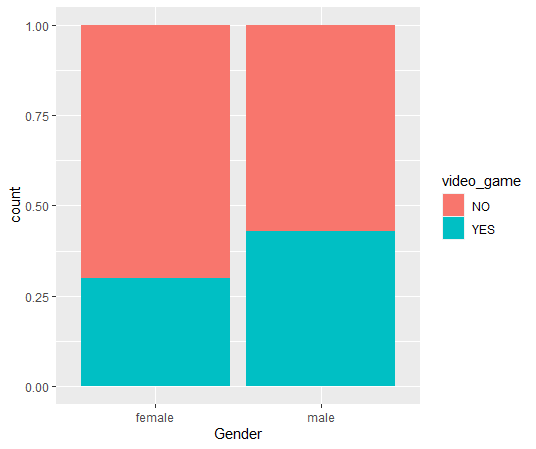 1.00
0.75
0.50
0.25
0.00
count
female male
Gender
video_game
NO
YES